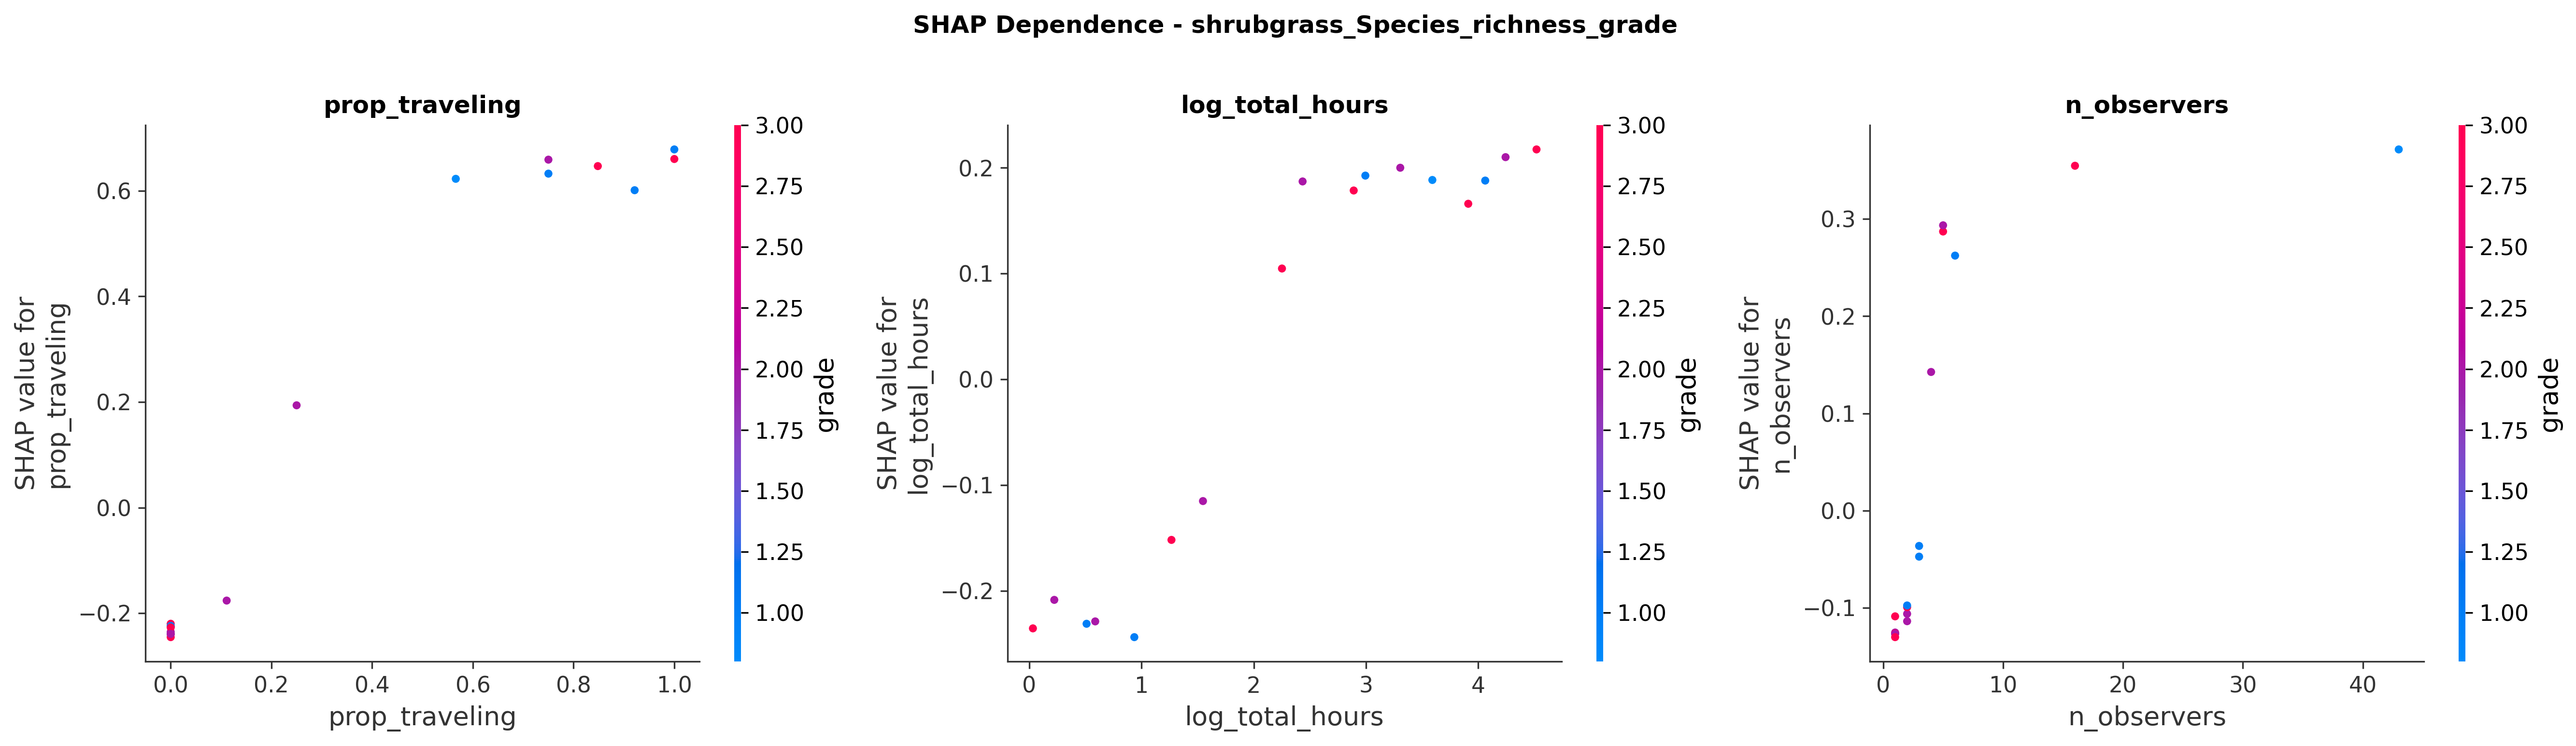 SHAP Dependence - shrubgrass_Species_richness_grade
prop_traveling
SHAP value for
prop_traveling
0.6
0.4
0.2
0.0
−0.2
0.0 0.2 0.4 0.6 0.8 1.0
prop_traveling
3.00
2.75
2.50
2.25
2.00
1.75
1.50
1.25
1.00
grade
log_total_hours
SHAP value for
log_total_hours
0.2
0.1
0.0
−0.1
−0.2
0 1 2 3 4
log_total_hours
3.00
2.75
2.50
2.25
2.00
1.75
1.50
1.25
1.00
grade
n_observers
SHAP value for
n_observers
0.3
0.2
0.1
0.0
−0.1
0 10 20 30 40
n_observers
3.00
2.75
2.50
2.25
2.00
1.75
1.50
1.25
1.00
grade